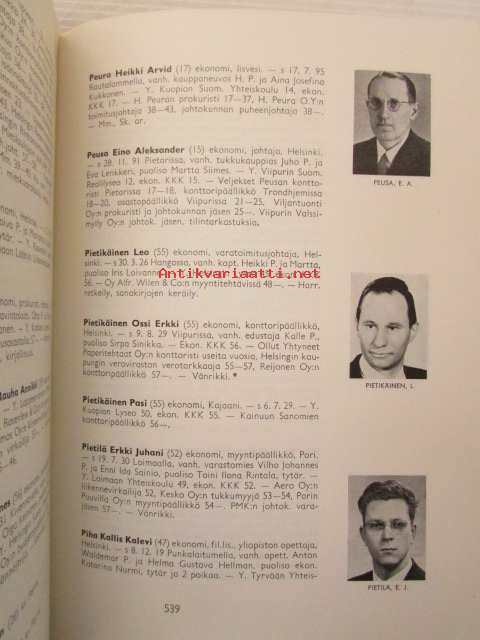 Peura Heikki Arvid (17) ekonomi, lisvesi. — s 17. 7. 95
Rautalammella, vanh. kauppaneuvos H. P. ja Aina Josefina
Kuikkonen. — Y. Kuopion Suom. Yhteiskoulu 14, ekon.
KKK 17. — H. Peuran prokuristi 17—37, H. Peura O.Y:n
toimitusjohtaja 38—43, johtokunnan puheenjohtaja 38—.
— Mm., Sk. ar.
Peusa Eino Aleksander (15) ekonomi, johtaja, Helsinki.
— s 28. 11. 91 Pietarissa, vanh. tukkukauppias Juho P. ja
Eva Lenkkeri, puoliso Martta Siimes. — Y. Viipurin Suom.
Reallilysea 12, ekon. KKK 15. — Veljekset Peusan kontto-
risti Pietarissa 17—18, konttoripäällikkö Trondhjemissa
18—20, osastopäällikkö Viipurissa 21—25, Viljantuonti
Oy:n prokuristi ja johtokunnan jäsen 25—. Viipurin Valssi-
mylly Oy:n johtok. jäsen, tilintarkastuksia.
PEUSA, E. A.
Pietikäinen Leo (55) ekonomi, varatoimitusjohtaja, Helsinki.
— s 30. 3. 26 Hangossa, vanh. kapt. Heikki P. ja Martta,
puoliso Iris Loivanne
Antikvariaatti.net
56. — Oy Alfr. Wilen & Co:n myyntitehtävissä 48—. — Harr.
retkeily, sanakirjojen keräily.
Pietikäinen Ossi Erkki (55) ekonomi, konttoripäällikkö,
Helsinki. — s 9. 8. 29 Viipurissa, vanh. edustaja Kalle P.,
puoliso Sirpa Sinikka. — Ekon. KKK 56. — Ollut Yhtyneet
Paperitehtaat Oy:n konttoristi useita vuosia, Helsingin kau-
pungin veroviraston verotarkkaaja 55—57, Reijonen Oy:n
konttoripäällikkö 57—. — Vänrikki. *
PIETIKÄINEN, L.
Pietikäinen Pasi (55) ekonomi, Kajaani. — s 6. 7. 29. — Y.
Kuopion Lyseo 50, ekon. KKK 55. — Kainuun Sanomien
konttoripäällikkö 56—.
Pietilä Erkki Juhani (52) ekonomi, myyntipäällikkö, Pori.
— s 19. 7. 30 Loimaalla, vanh. varastomies Vilho Johannes
P. ja Enni Ida Sainio, puoliso Taini Ilona Rintala, tytär. —
Y. Loimaan Yhteiskoulu 49, ekon. KKK 52. — Aero Oy:n
liikennevirkailija 52, Kesko Oy:n tukkumyyjä 53—54, Porin
Puuvilla Oy:n myyntipäällikkö 54—. — PMK:n johtok. vara-
jäsen 57—. — Vänrikki.
Piha Kallis Kalevi (47) ekonomi, fil.lis., yliopiston opettaja,
Helsinki. — s 8. 12. 19 Punkalaitumella, vanh. opett. Anton
Waldemar P. ja Helma Gustava Hellman, puoliso ekon.
Katarina Nurmi, tytär ja 2 poikaa. — Y. Tyrvään Yhteis-
PIETILÄ, E. J.
539